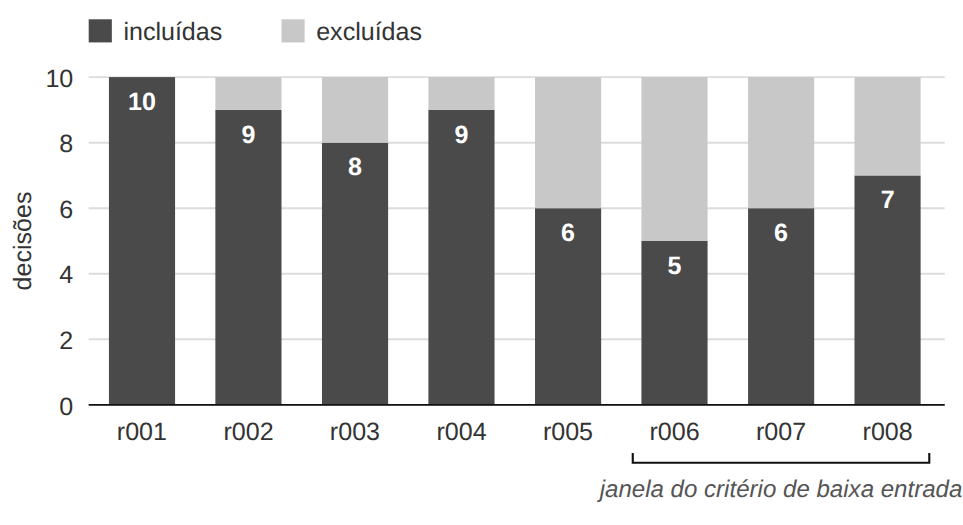 incluídas excluídas
decisões
10
8
6
4
2
0
10 9 8 9 6 5 6 7
r001 r002 r003 r004 r005 r006 r007 r008
janela do critério de baixa entrada